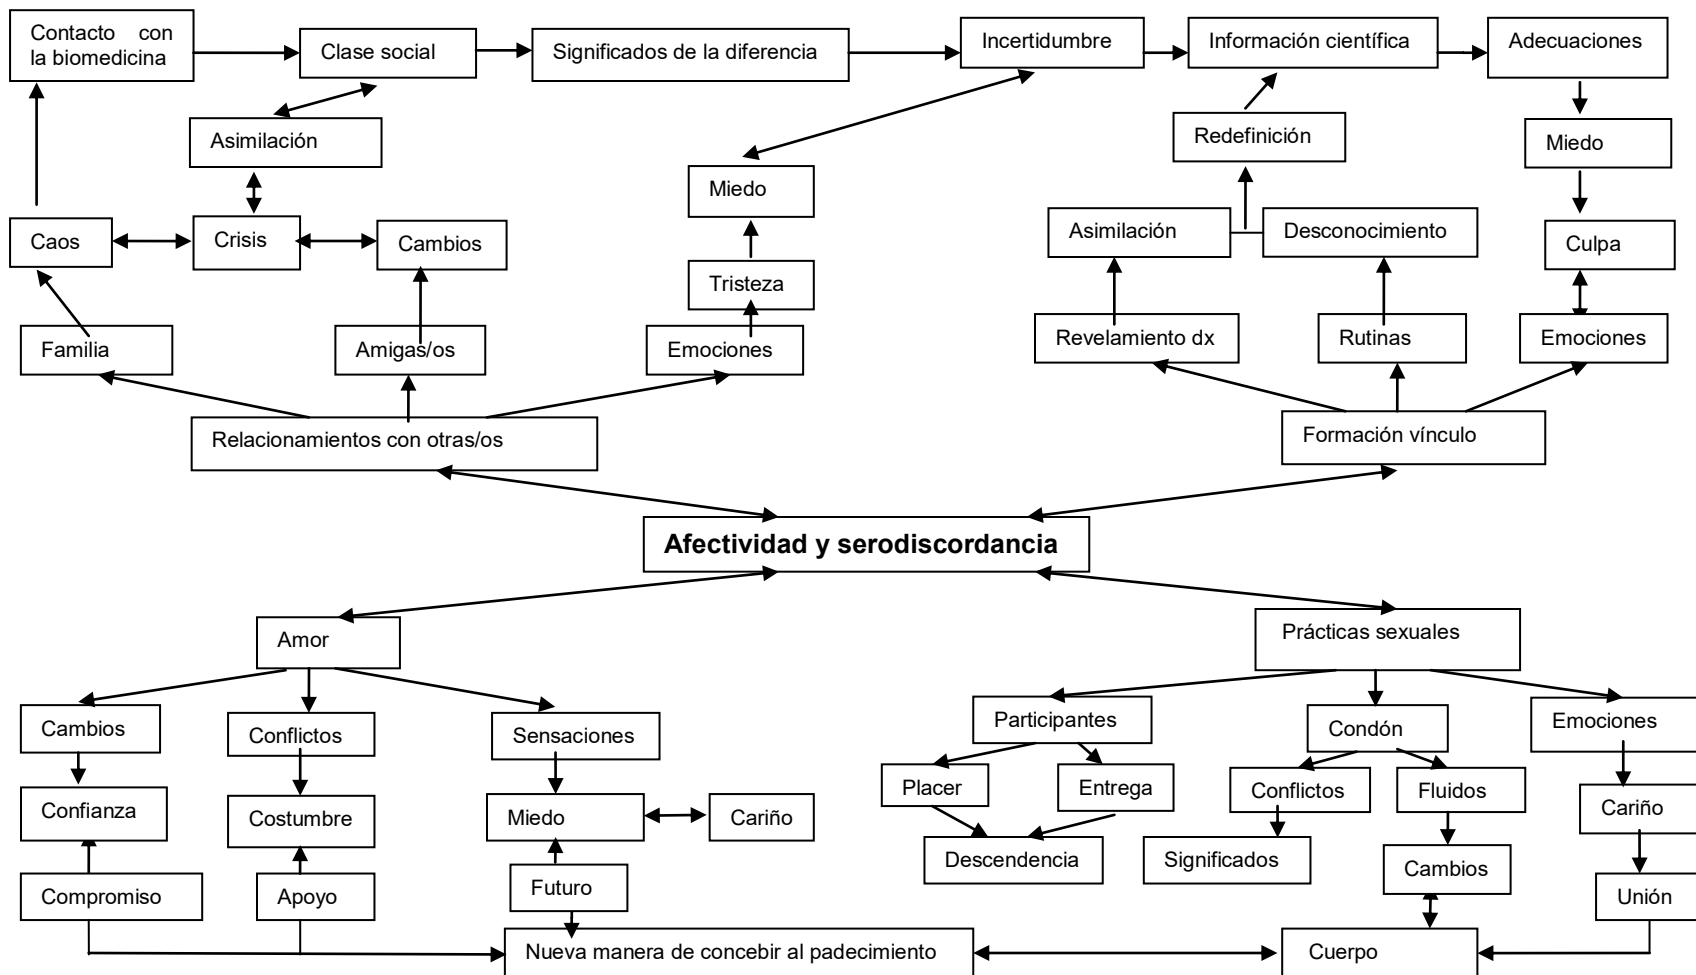 Contacto con
la biomedicina
Clase social
Significados de la diferencia
Incertidumbre
Información científica
Adecuaciones
Asimilación
Redefinición
Miedo
Miedo
Caos
Crisis
Cambios
Asimilación
Desconocimiento
Culpa
Tristeza
Familia
Amigas/os
Emociones
Revelamiento dx
Rutinas
Emociones
Relacionamientos con otras/os
Formación vínculo
Afectividad y serodiscordancia
Amor
Prácticas sexuales
Cambios
Conflictos
Sensaciones
Participantes
Condón
Emociones
Placer
Entrega
Conflictos
Fluidos
Confianza
Costumbre
Miedo
Cariño
Cariño
Descendencia
Significados
Cambios
Compromiso
Apoyo
Futuro
Unión
Nueva manera de concebir al padecimiento
Cuerpo